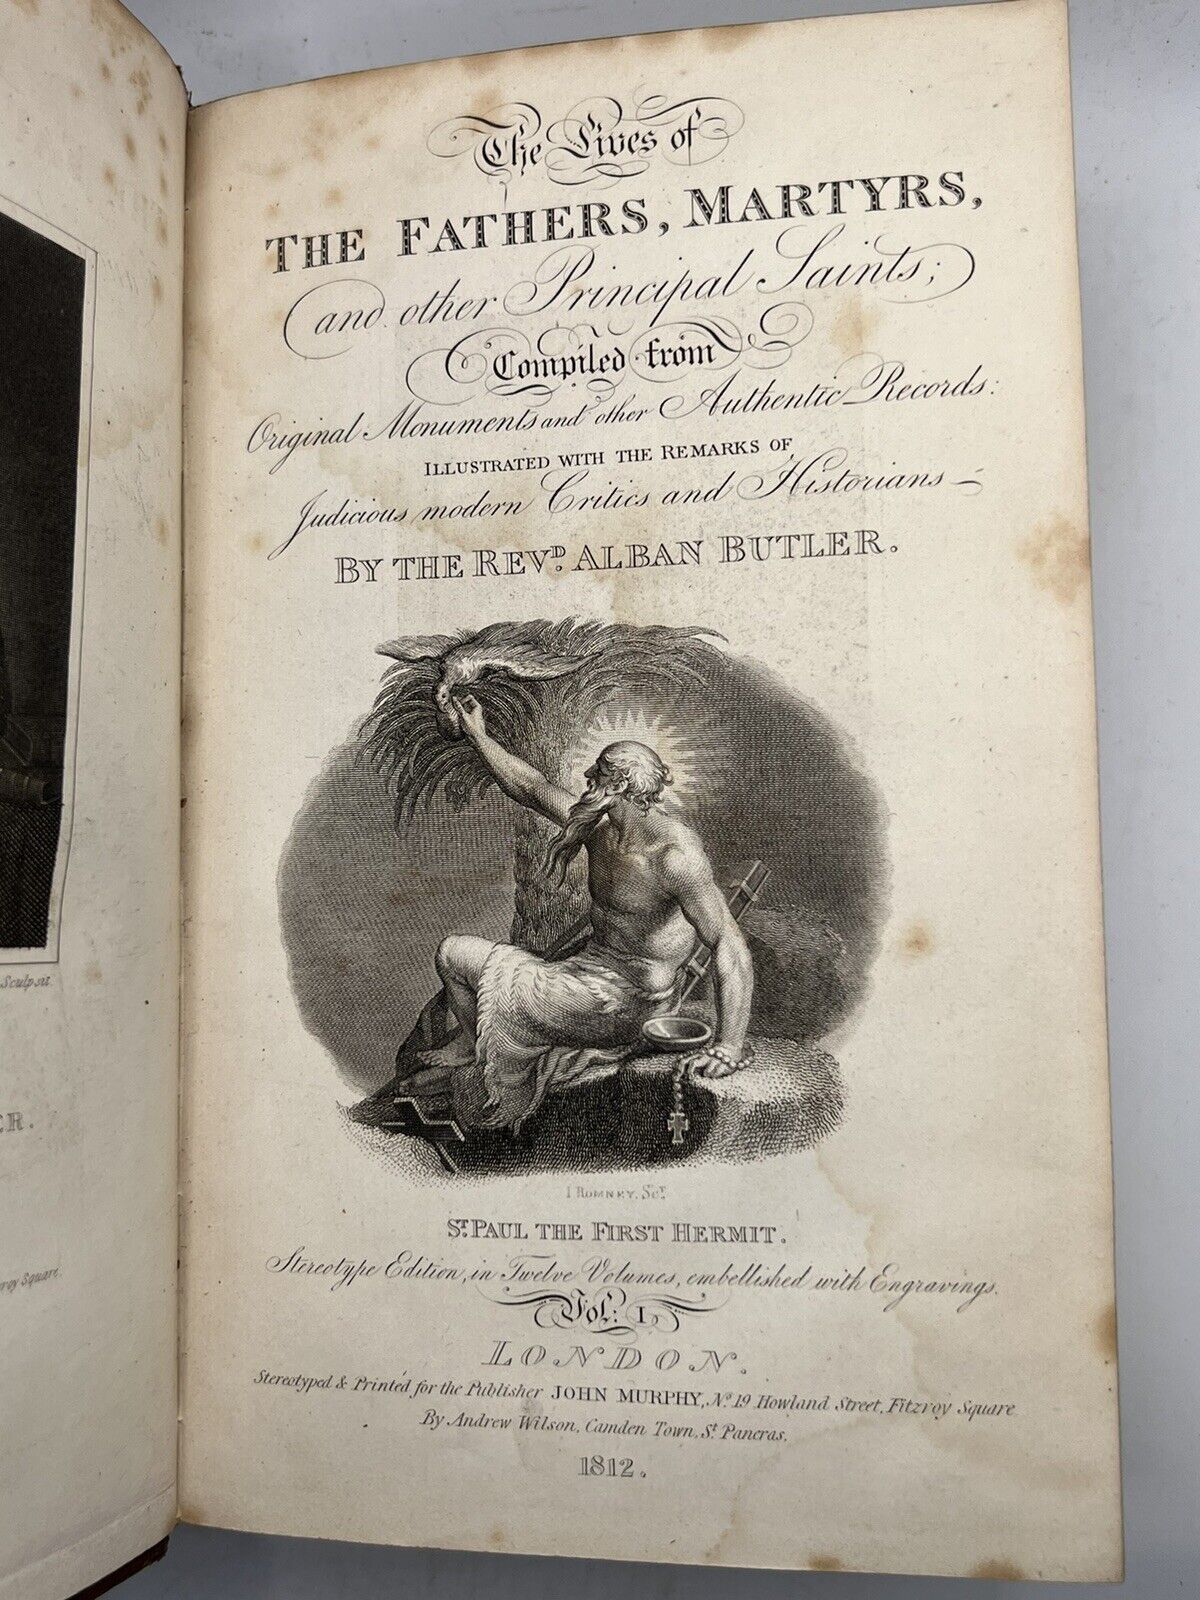 The Lives of
THE FATHERS, MARTYRS,
and other Principal Saints;
Compiled from
Original Monuments and other Authentic Records:
ILLUSTRATED WITH THE REMARKS OF
Judicious modern Critics and Historians —
BY THE REVD. ALBAN BUTLER.
I ROMNEY, Sct.
ST. PAUL THE FIRST HERMIT.
Stereotype Edition, in Twelve Volumes, embellished with Engravings.
Vol: I
LONDON.
Stereotyped & Printed for the Publisher JOHN MURPHY, No. 19 Howland Street, Fitzroy Square
By Andrew Wilson, Camden Town, St. Pancras.
1812.
Sculpsit.
Square.